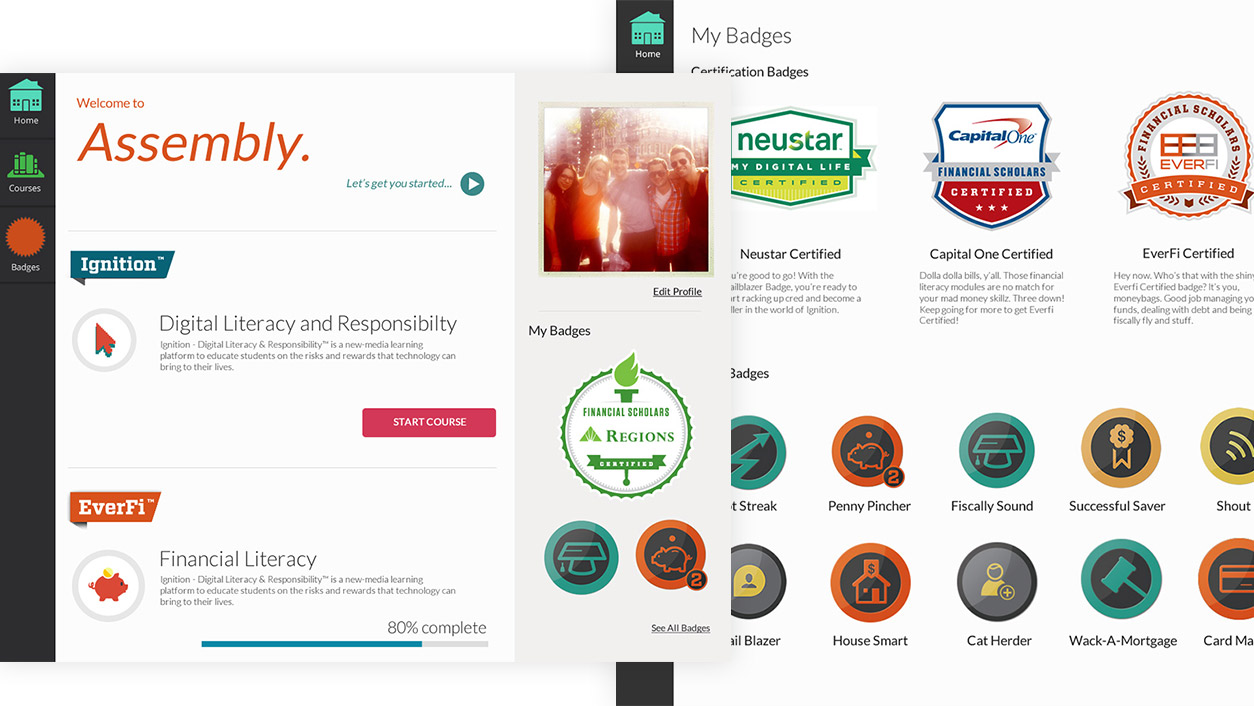 Home
Courses
Badges
Welcome to
Assembly.
Let's get you started...
Ignition™
Digital Literacy and Responsibilty
Ignition - Digital Literacy & Responsibility™ is a new-media learning
platform to educate students on the risks and rewards that technology can
bring to their lives.
START COURSE
EverFi™
Financial Literacy
Ignition - Digital Literacy & Responsibility™ is a new-media learning
platform to educate students on the risks and rewards that technology can
bring to their lives.
80% complete
Edit Profile
My Badges
FINANCIAL SCHOLARS
REGIONS
CERTIFIED
2
See All Badges
Home
My Badges
Certification Badges
neustar
MY DIGITAL LIFE
CERTIFIED
Neustar Certified
u're good to go! With the
ailblazer Badge, you're ready to
art racking up cred and become a
ller in the world of Ignition.
Capital One
FINANCIAL SCHOLARS
CERTIFIED
Capital One Certified
Dolla dolla bills, y'all. Those financial
literacy modules are no match for
your mad money skillz. Three down!
Keep going for more to get Everfi
Certified!
FINANCIAL SCHOLARS
EVERFI
CERTIFIED
EverFi Certified
Hey now. Who's that with the shiny
Everfi Certified badge? It's you,
moneybags. Good job managing yo
funds, dealing with debt and being
fiscally fly and stuff.
Badges
ot Streak
2
Penny Pincher
Fiscally Sound
$
Successful Saver
Shout
ail Blazer
$
House Smart
Cat Herder
Wack-A-Mortgage
Card Ma